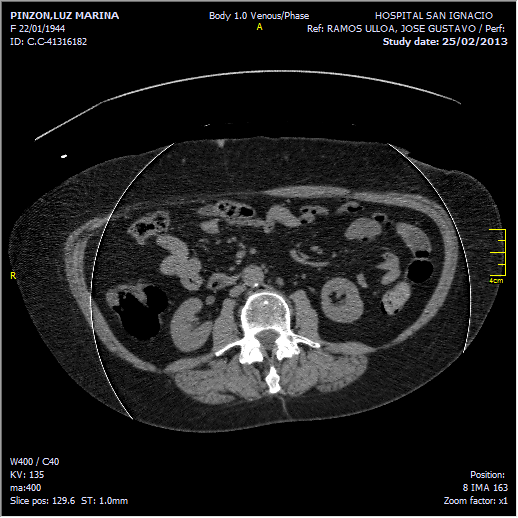 PINZON,LUZ MARINA
F 22/01/1944
ID: C.C-41316182
Body 1.0 Venous/Phase
A
HOSPITAL SAN IGNACIO
Ref: RAMOS ULLOA, JOSE GUSTAVO / Perf:
Study date: 25/02/2013
R
4cm
W400 / C40
KV: 135
ma:400
Slice pos: 129.6 ST: 1.0mm
Position:
8 IMA 163
Zoom factor: x1